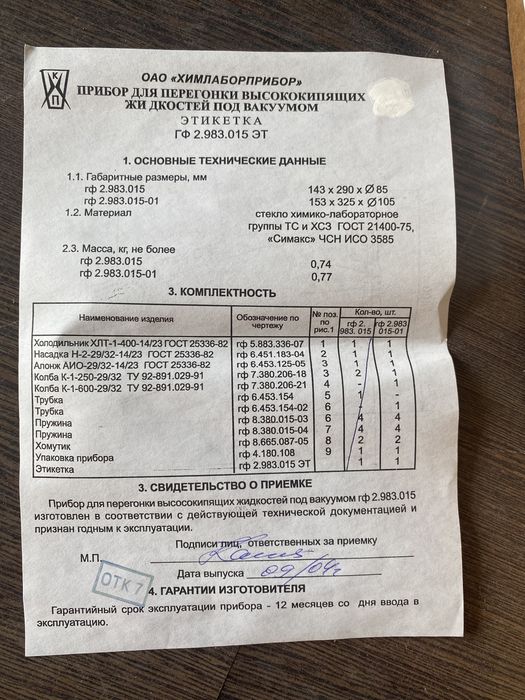 КХП
ОАО «ХИМЛАБОРПРИБОР»
ПРИБОР ДЛЯ ПЕРЕГОНКИ ВЫСОКОКИПЯЩИХ
ЖИ ДКОСТЕЙ ПОД ВАКУУМОМ
ЭТИКЕТКА
ГФ 2.983.015 ЭТ
1. ОСНОВНЫЕ ТЕХНИЧЕСКИЕ ДАННЫЕ
1.1. Габаритные размеры, мм
гф 2.983.015 143 х 290 х Ø 85
гф 2.983.015-01 153 х 325 х Ø 105
1.2. Материал стекло химико-лабораторное
группы ТС и ХС3 ГОСТ 21400-75,
«Симакс» ЧСН ИСО 3585
2.3. Масса, кг, не более
гф 2.983.015 0,74
гф 2.983.015-01 0,77
3. КОМПЛЕКТНОСТЬ
Наименование изделия Обозначение по чертежу № поз. по рис.1 Кол-во, шт. гф 2. 983. 015 гф 2.983 015-01
Холодильник ХЛТ-1-400-14/23 ГОСТ 25336-82 гф 5.883.336-07 1 1 1
Насадка Н-2-29/32-14/23 ГОСТ 25336-82 гф 6.451.183-04 2 1 1
Алонж АИО-29/32-14/23 ГОСТ 25336-82 гф 6.453.125-05 3 1 1
Колба К-1-250-29/32 ТУ 92-891.029-91 гф 7.380.206-18 3 2 1
Колба К-1-600-29/32 ТУ 92-891.029-91 гф 7.380.206-21 4 - 1
Трубка гф 6.453.154 5 1 -
Трубка гф 6.453.154-02 6 - 1
Пружина гф 8.380.015-03 6 4 4
Пружина гф 8.380.015-04 7 4 4
Хомутик гф 8.665.087-05 8 2 2
Упаковка прибора гф 4.180.108 9 1 1
Этикетка гф 2.983.015 ЭТ 1 1
3. СВИДЕТЕЛЬСТВО О ПРИЕМКЕ
Прибор для перегонки высосокипящих жидкостей под вакуумом гф 2.983.015
изготовлен в соответствии с действующей технической документацией и
признан годным к эксплуатации.
Подписи лиц, ответственных за приемку
М.П.
Дата выпуска 09/04г
ОТК 7
4. ГАРАНТИИ ИЗГОТОВИТЕЛЯ
Гарантийный срок эксплуатации прибора - 12 месяцев со дня ввода в
эксплуатацию.